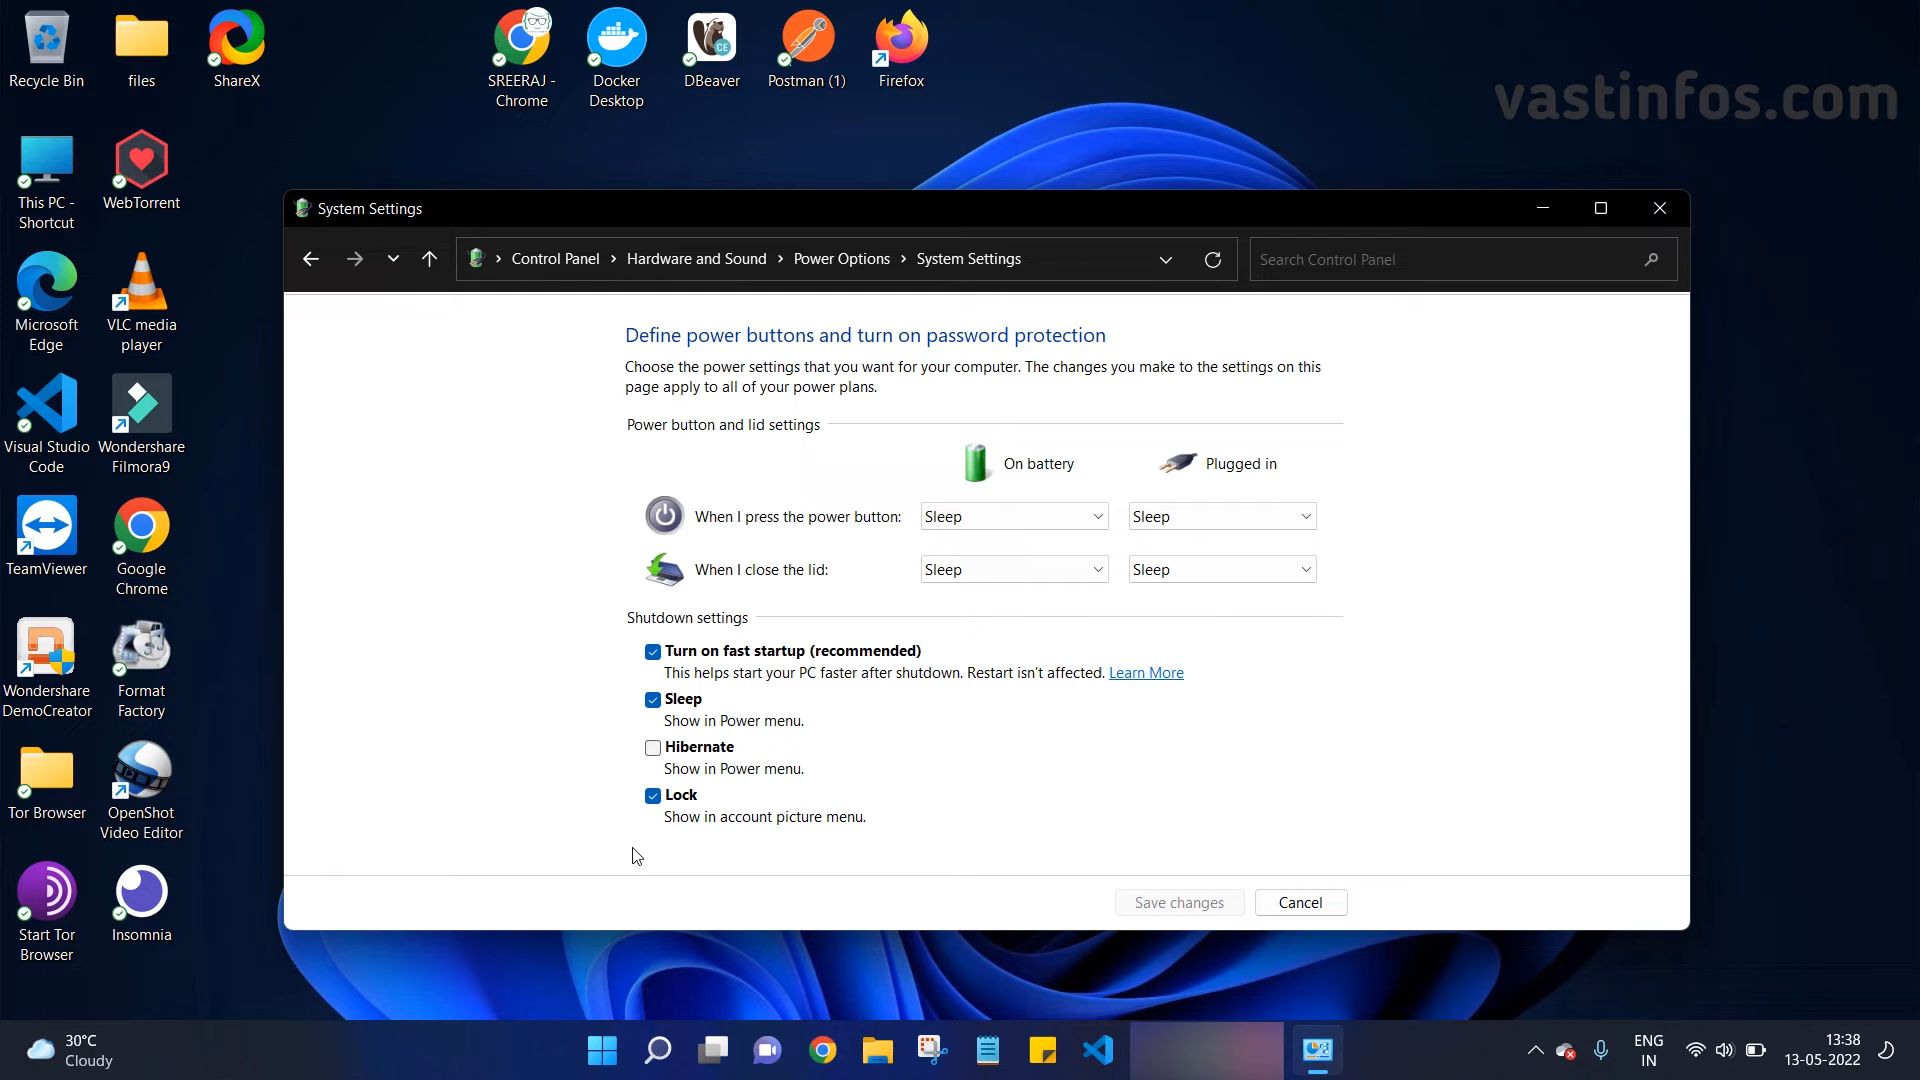 Recycle Bin
files
ShareX
SREERAJ -
Chrome
Docker
Desktop
DBeaver
CE
Postman (1)
Firefox
vastinfos.com
This PC -
Shortcut
WebTorrent
Microsoft
Edge
VLC media
player
Visual Studio
Code
Wondershare
Filmora9
TeamViewer
Google
Chrome
Wondershare
DemoCreator
Format
Factory
Tor Browser
OpenShot
Video Editor
Start Tor
Browser
Insomnia
System Settings
Control Panel > Hardware and Sound > Power Options > System Settings
Search Control Panel
Define power buttons and turn on password protection
Choose the power settings that you want for your computer. The changes you make to the settings on this
page apply to all of your power plans.
Power button and lid settings
On battery Plugged in
When I press the power button: Sleep Sleep
When I close the lid: Sleep Sleep
Shutdown settings
Turn on fast startup (recommended)
This helps start your PC faster after shutdown. Restart isn't affected. Learn More
Sleep
Show in Power menu.
Hibernate
Show in Power menu.
Lock
Show in account picture menu.
Save changes Cancel
30°C
Cloudy
ENG
IN
13:38
13-05-2022